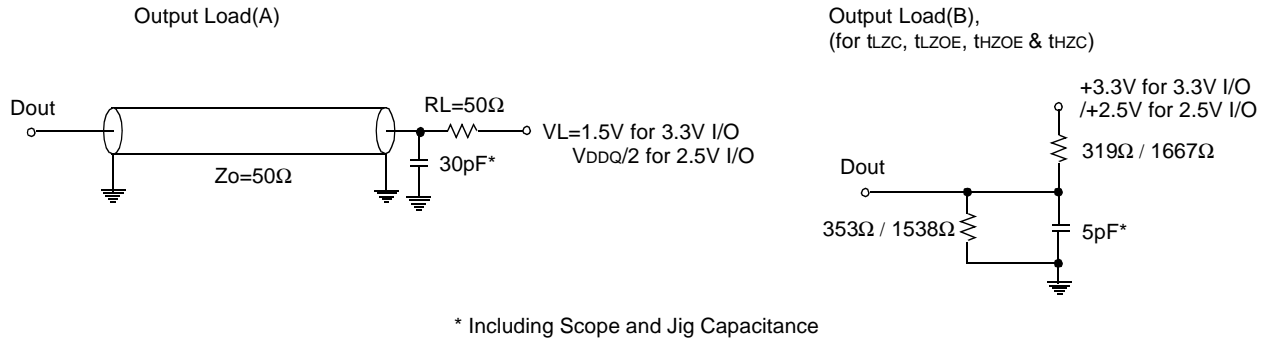 Output Load(A)
Dout
Zo=50Ω
RL=50Ω
30pF*
VL=1.5V for 3.3V I/O
VDDQ/2 for 2.5V I/O
Output Load(B),
(for tLZC, tLZOE, tHZOE & tHZC)
+3.3V for 3.3V I/O
/+2.5V for 2.5V I/O
319Ω / 1667Ω
Dout
353Ω / 1538Ω
5pF*
* Including Scope and Jig Capacitance